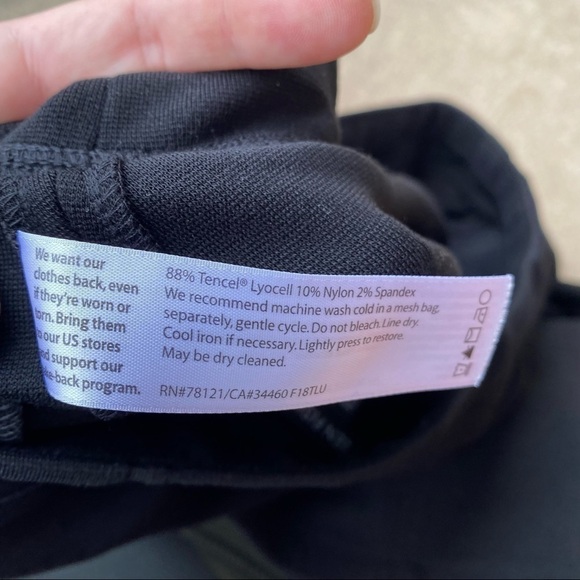 We want our
clothes back, even
if they're worn or
torn. Bring them
to our US stores
and support our
take-back program.
88% Tencel® Lyocell 10% Nylon 2% Spandex
We recommend machine wash cold in a mesh bag,
separately, gentle cycle. Do not bleach. Line dry.
Cool iron if necessary. Lightly press to restore.
May be dry cleaned.
RN#78121/CA#34460 F18TLU